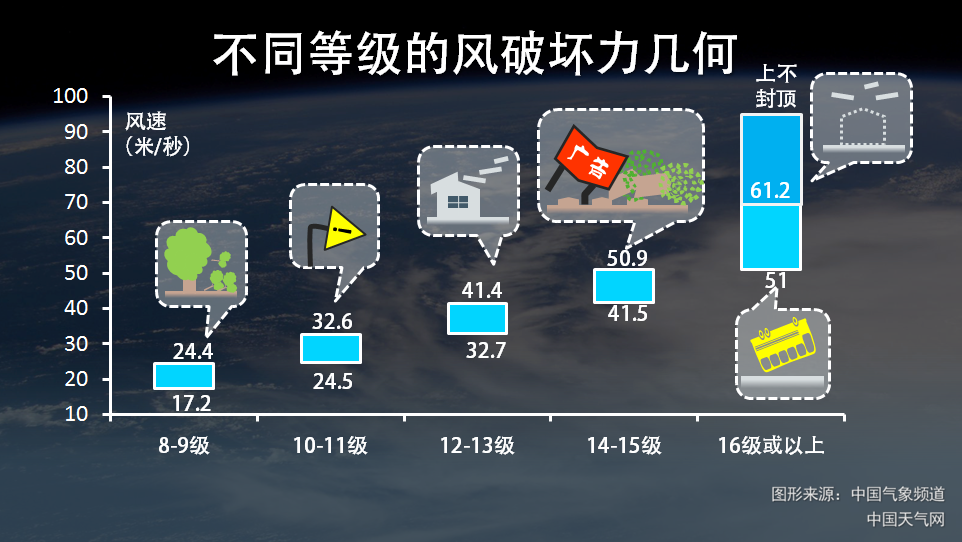 不同等级的风破坏力几何
风速
（米/秒）
100
90
80
70
60
50
40
30
20
10
24.4
17.2
32.6
24.5
41.4
32.7
广告
50.9
41.5
上不
封顶
61.2
51
8-9级
10-11级
12-13级
14-15级
16级或以上
图形来源：中国气象频道
中国天气网